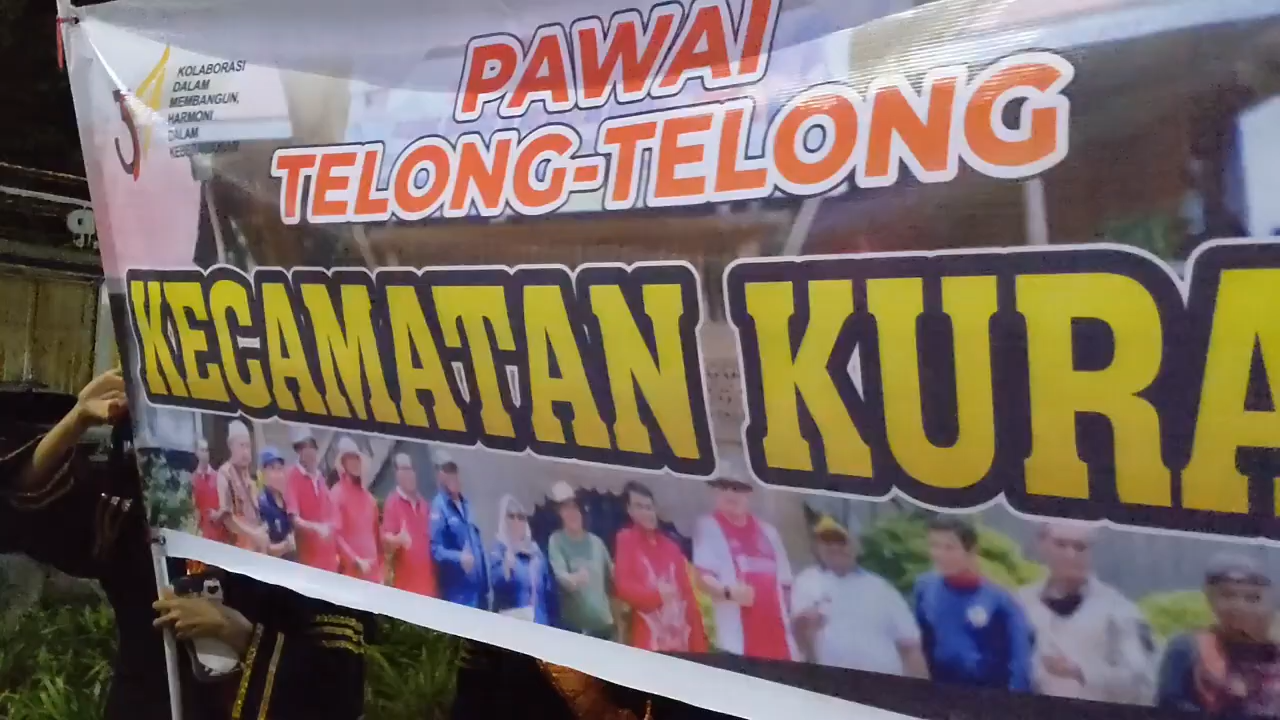 KOLABORASI
DALAM
MEMBANGUN,
HARMONI
DALAM
PAWAI
TELONG-TELONG
KECAMATAN KURA